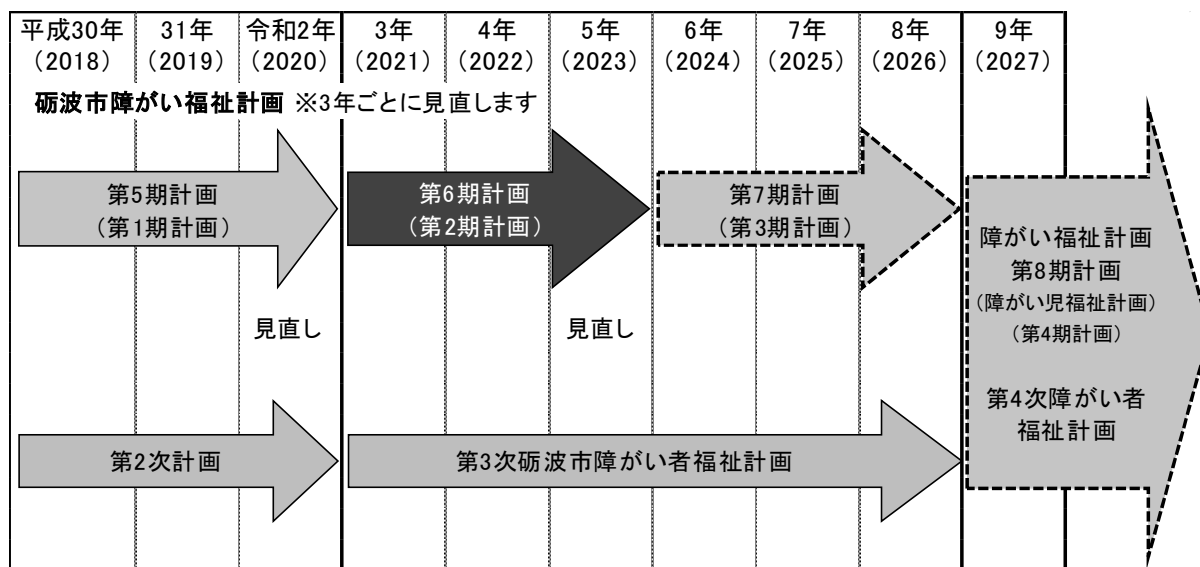 平成30年 31年 令和2年 3年 4年 5年 6年 7年 8年 9年
(2018) (2019) (2020) (2021) (2022) (2023) (2024) (2025) (2026) (2027)
砺波市障がい福祉計画 ※3年ごとに見直します
第5期計画
(第1期計画)
第6期計画
(第2期計画)
第7期計画
(第3期計画)
障がい福祉計画
第8期計画
(障がい児福祉計画)
(第4期計画)
見直し
見直し
第2次計画
第3次砺波市障がい者福祉計画
第4次障がい者
福祉計画